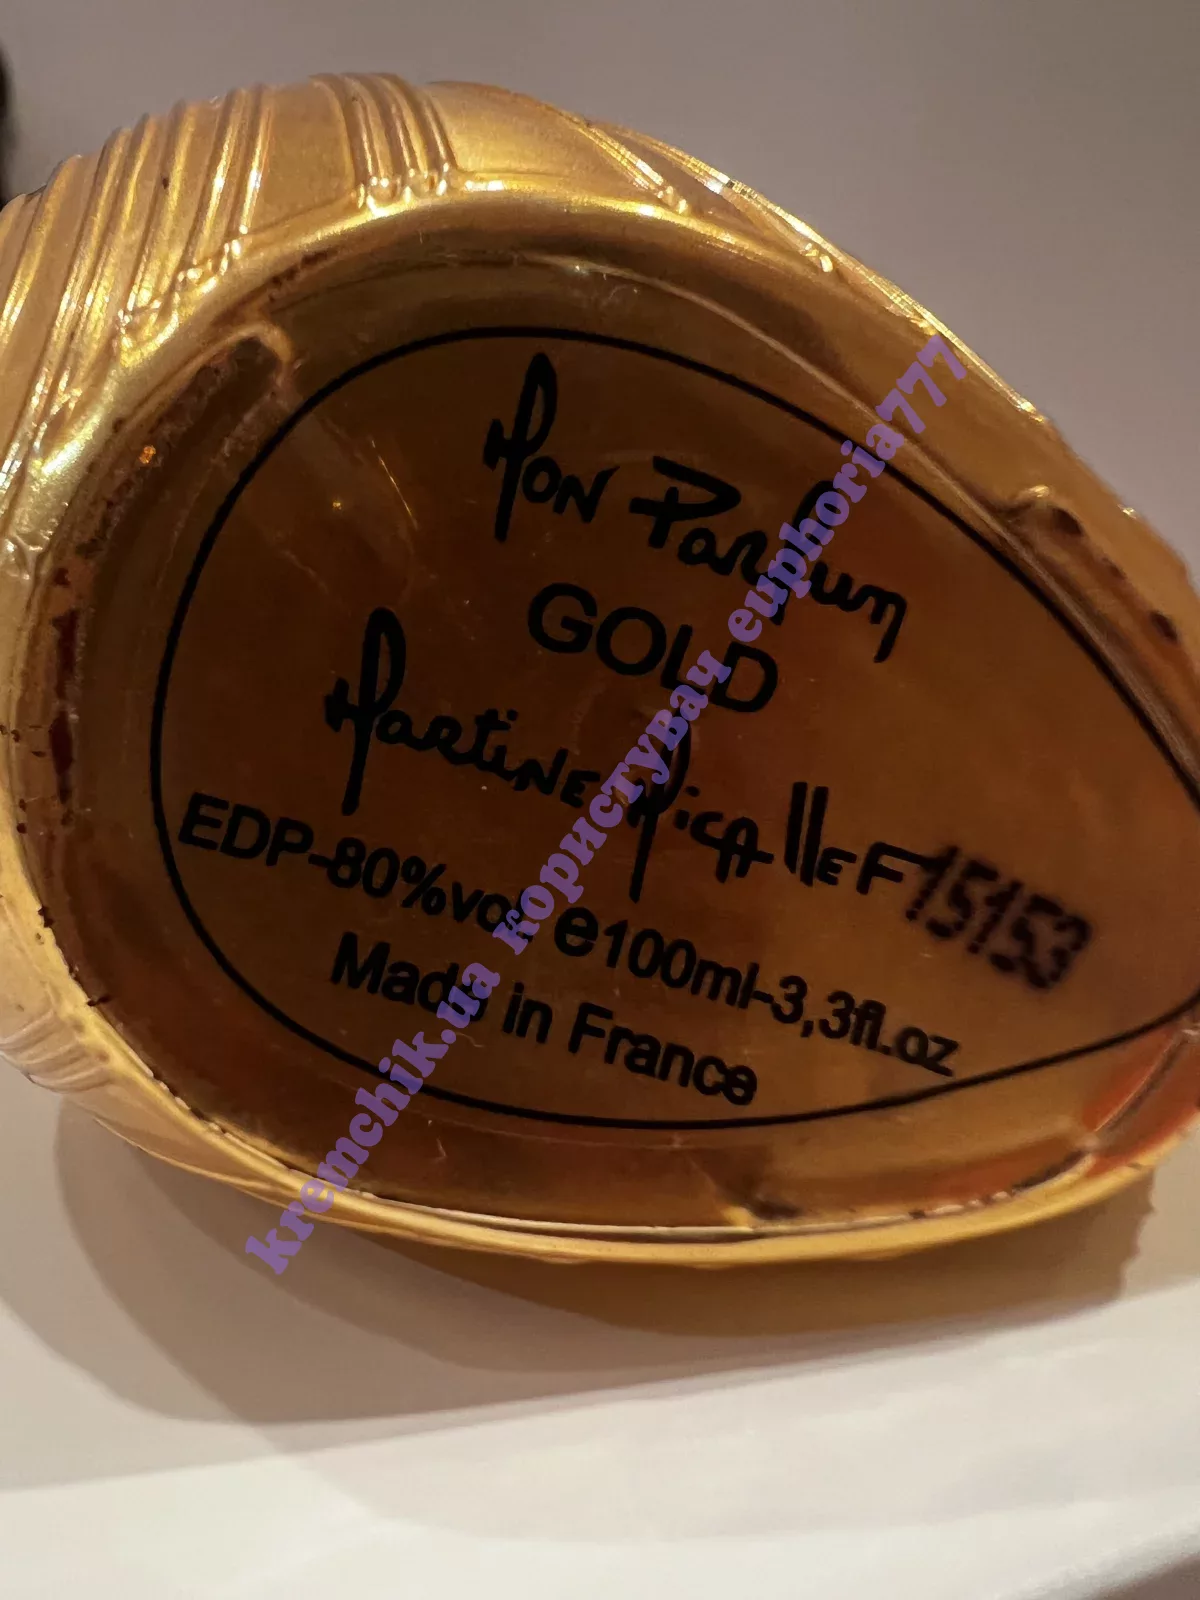 Mon Parfum
GOLD
Martine Micallef
15153
EDP-80%vol e100ml-3,3fl.oz
Made in France
kremchik.ua користувач euphoria777